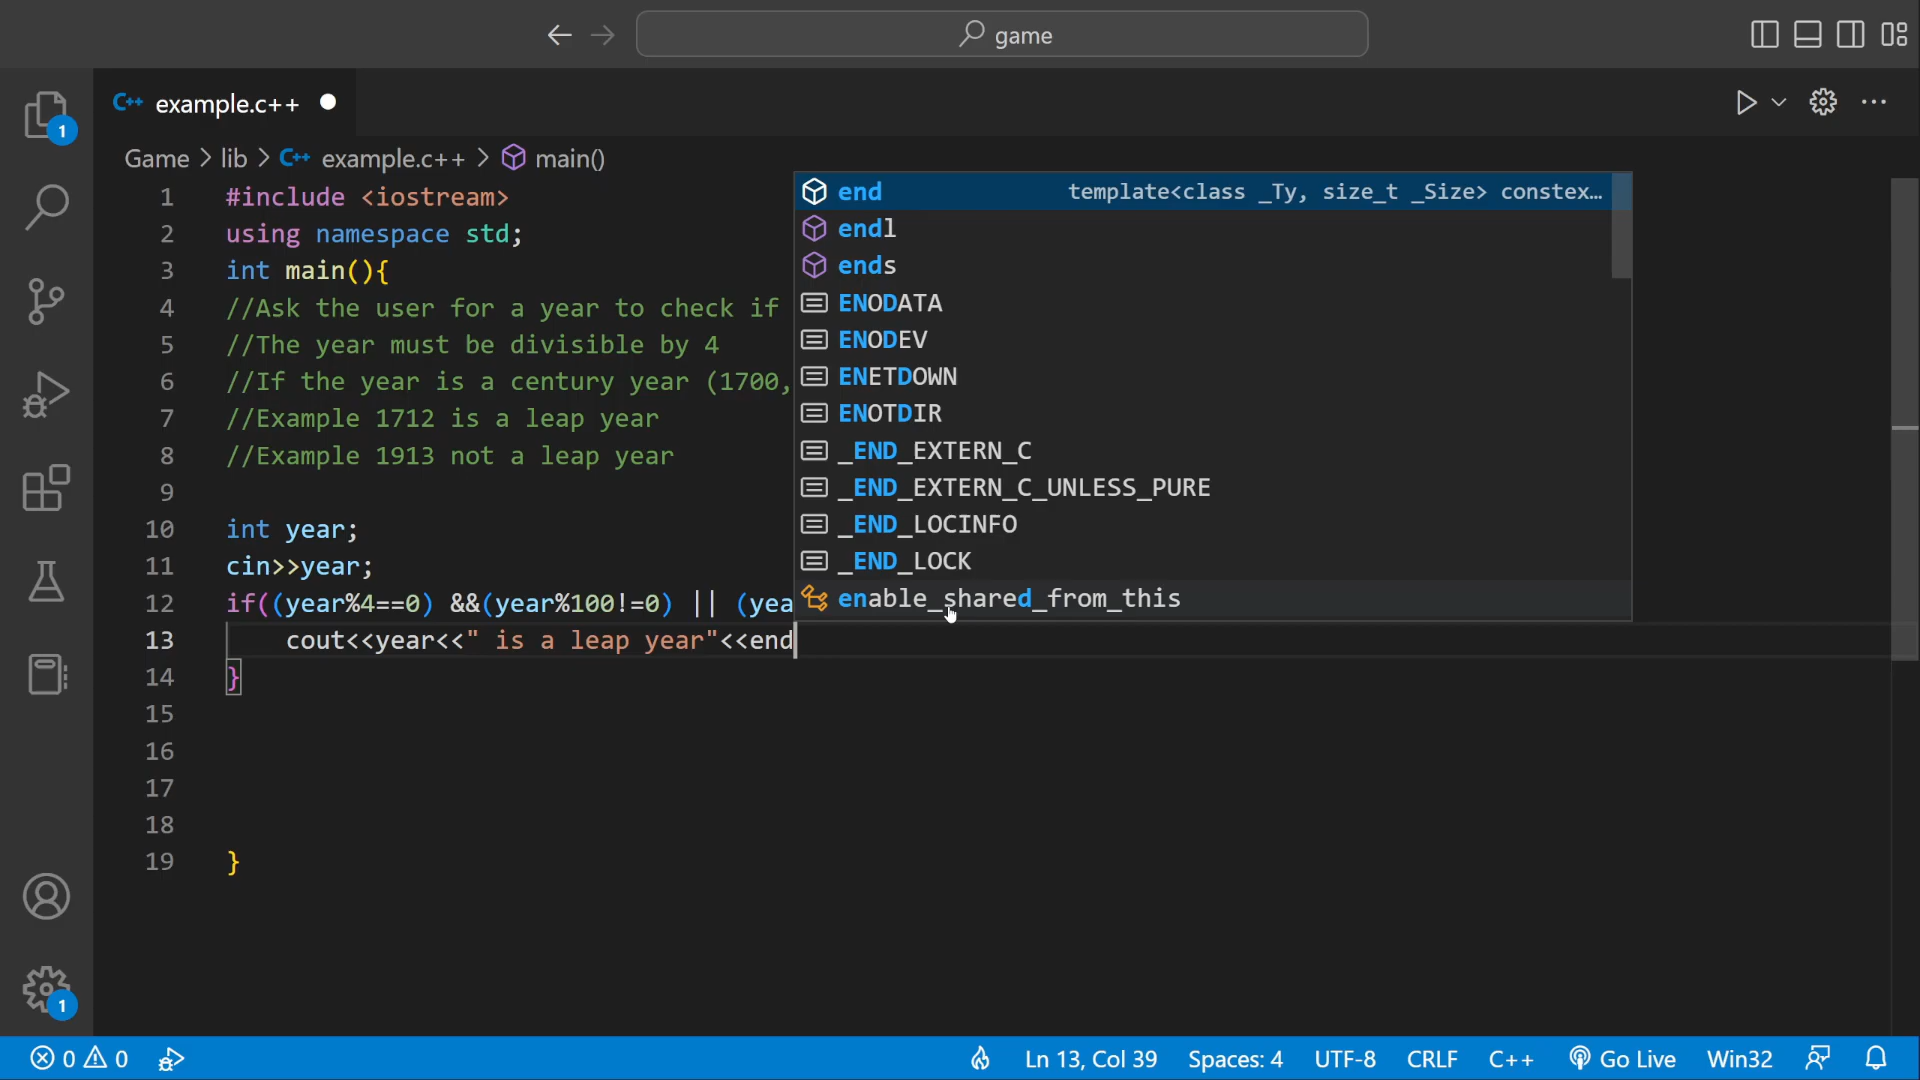 game
C++ example.c++
Game > lib > C++ example.c++ > main()
1 #include <iostream>
2 using namespace std;
3 int main(){
4 //Ask the user for a year to check if
5 //The year must be divisible by 4
6 //If the year is a century year (1700,
7 //Example 1712 is a leap year
8 //Example 1913 not a leap year
9
10 int year;
11 cin>>year;
12 if((year%4==0) &&(year%100!=0) || (yea
13 cout<<year<<" is a leap year"<<end
14 }
15
16
17
18
19 }
end template<class _Ty, size_t _Size> constex…
endl
ends
ENODATA
ENODEV
ENETDOWN
ENOTDIR
_END_EXTERN_C
_END_EXTERN_C_UNLESS_PURE
_END_LOCINFO
_END_LOCK
enable_shared_from_this
1
1
0 0 Ln 13, Col 39 Spaces: 4 UTF-8 CRLF C++ Go Live Win32